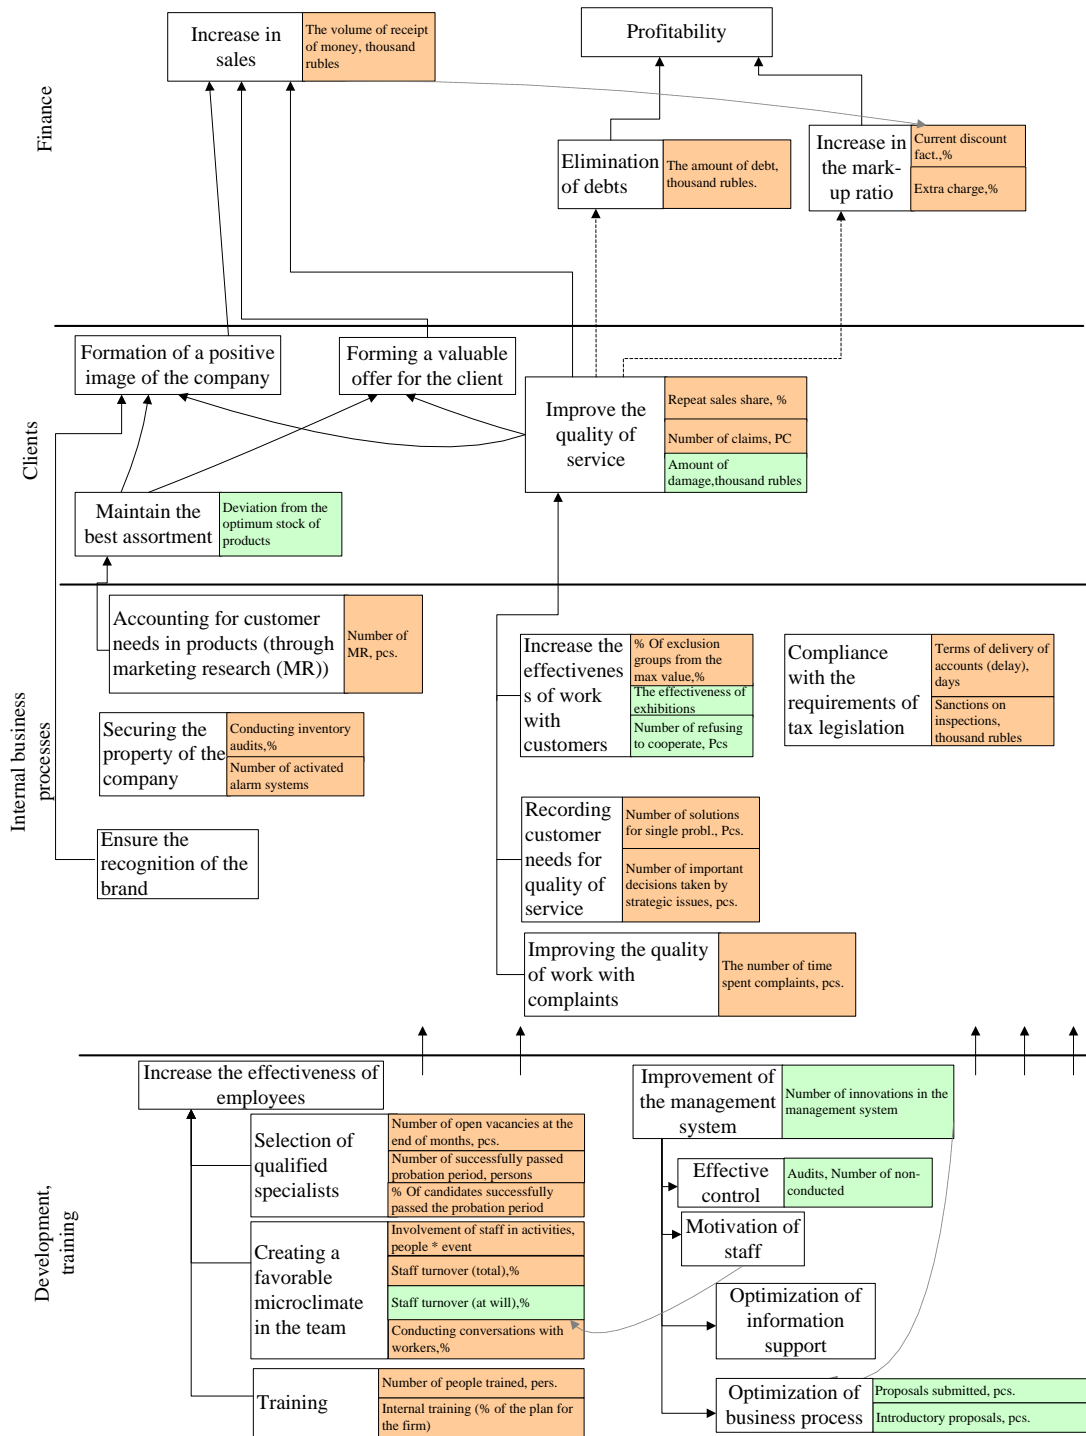 Finance
Increase in
sales
The volume of receipt
of money, thousand
rubles
Profitability
Elimination
of debts
The amount of debt,
thousand rubles.
Increase in
the mark-
up ratio
Current discount
fact.,%
Extra charge,%
Clients
Formation of a positive
image of the company
Forming a valuable
offer for the client
Improve the
quality of
service
Repeat sales share, %
Number of claims, PC
Amount of
damage,thousand rubles
Maintain the
best assortment
Deviation from the
optimum stock of
products
Internal business
processes
Accounting for customer
needs in products (through
marketing research (MR))
Number of
MR, pcs.
Increase the
effectivenes
s of work
with
customers
% Of exclusion
groups from the
max value,%
The effectiveness of
exhibitions
Number of refusing
to cooperate, Pcs
Compliance
with the
requirements of
tax legislation
Terms of delivery of
accounts (delay),
days
Sanctions on
inspections,
thousand rubles
Securing the
property of the
company
Conducting inventory
audits,%
Number of activated
alarm systems
Recording
customer
needs for
quality of
service
Number of solutions
for single probl., Pcs.
Number of important
decisions taken by
strategic issues, pcs.
Ensure the
recognition of the
brand
Improving the quality
of work with
complaints
The number of time
spent complaints, pcs.
Development,
training
Increase the effectiveness of
employees
Selection of
qualified
specialists
Number of open vacancies at the
end of months, pcs.
Number of successfully passed
probation period, persons
% Of candidates successfully
passed the probation period
Creating a
favorable
microclimate
in the team
Involvement of staff in activities,
people * event
Staff turnover (total),%
Staff turnover (at will),%
Conducting conversations with
workers,%
Training
Number of people trained, pers.
Internal training (% of the plan for
the firm)
Improvement of
the management
system
Number of innovations in the
management system
Effective
control
Audits, Number of non-
conducted
Motivation of
staff
Optimization of
information
support
Optimization of
business process
Proposals submitted, pcs.
Introductory proposals, pcs.